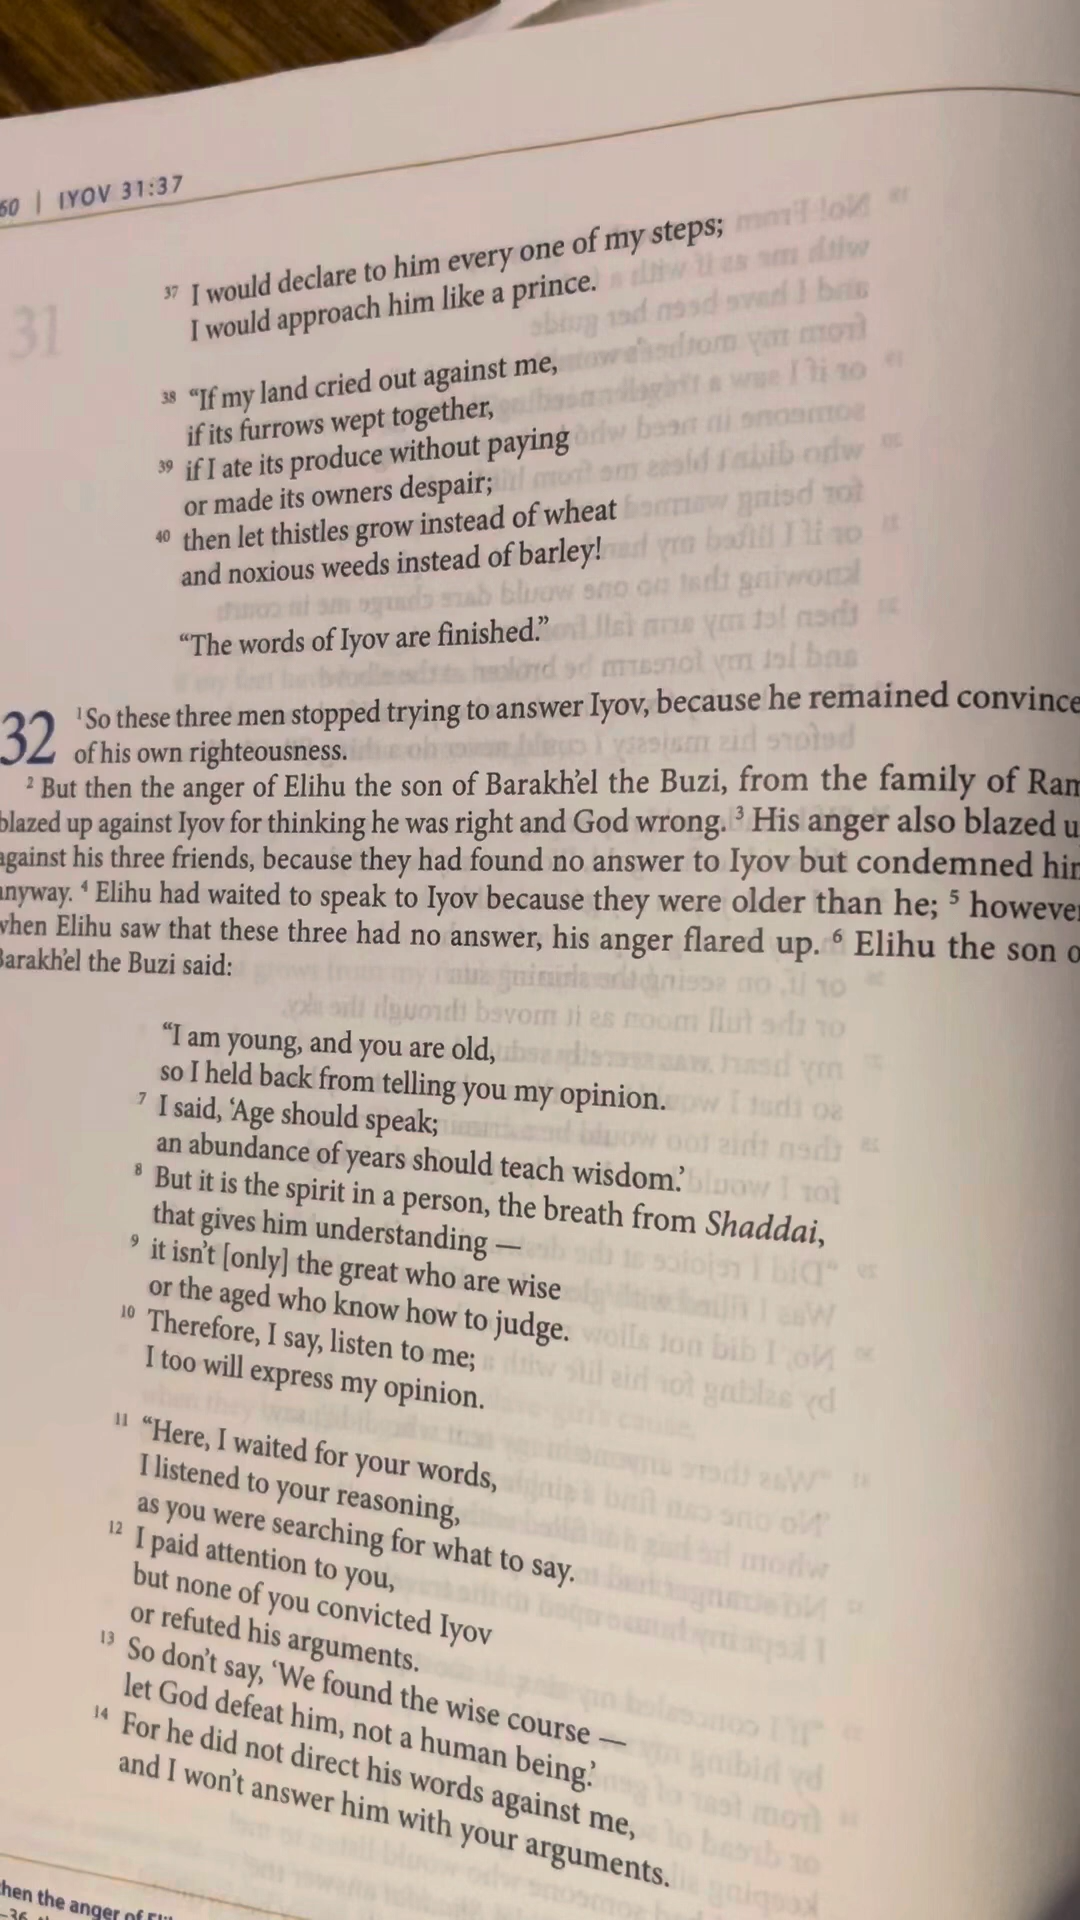 60 | IYOV 31:37
37 I would declare to him every one of my steps;
I would approach him like a prince.
31
38 “If my land cried out against me,
if its furrows wept together,
39 if I ate its produce without paying
or made its owners despair;
40 then let thistles grow instead of wheat
and noxious weeds instead of barley!
“The words of Iyov are finished.”
32 1 So these three men stopped trying to answer Iyov, because he remained convince
of his own righteousness.
2 But then the anger of Elihu the son of Barakh’el the Buzi, from the family of Ram
blazed up against Iyov for thinking he was right and God wrong. 3 His anger also blazed u
against his three friends, because they had found no answer to Iyov but condemned him
anyway. 4 Elihu had waited to speak to Iyov because they were older than he; 5 however
when Elihu saw that these three had no answer, his anger flared up. 6 Elihu the son o
Barakh’el the Buzi said:
“I am young, and you are old,
so I held back from telling you my opinion.
7 I said, ‘Age should speak;
an abundance of years should teach wisdom.’
8 But it is the spirit in a person, the breath from Shaddai,
that gives him understanding —
9 it isn’t [only] the great who are wise
or the aged who know how to judge.
10 Therefore, I say, listen to me;
I too will express my opinion.
11 “Here, I waited for your words,
I listened to your reasoning,
as you were searching for what to say.
12 I paid attention to you,
but none of you convicted Iyov
or refuted his arguments.
13 So don’t say, ‘We found the wise course —
let God defeat him, not a human being.’
14 For he did not direct his words against me,
and I won’t answer him with your arguments.
hen the anger of
–36